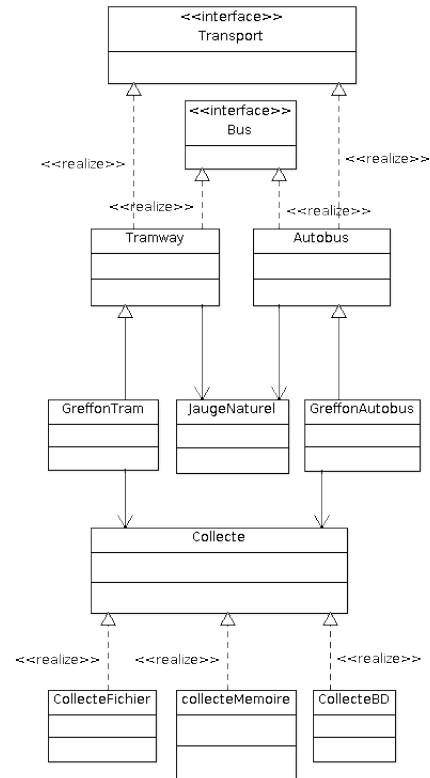 <<interface>>
Transport
<<interface>>
Bus
<<realize>>
<<realize>>
<<realize>>
<<realize>>
Tramway
Autobus
GreffonTram
JaugeNaturel
GreffonAutobus
Collecte
<<realize>>
<<realize>>
<<realize>>
CollecteFichier
collecteMemoire
CollecteBD